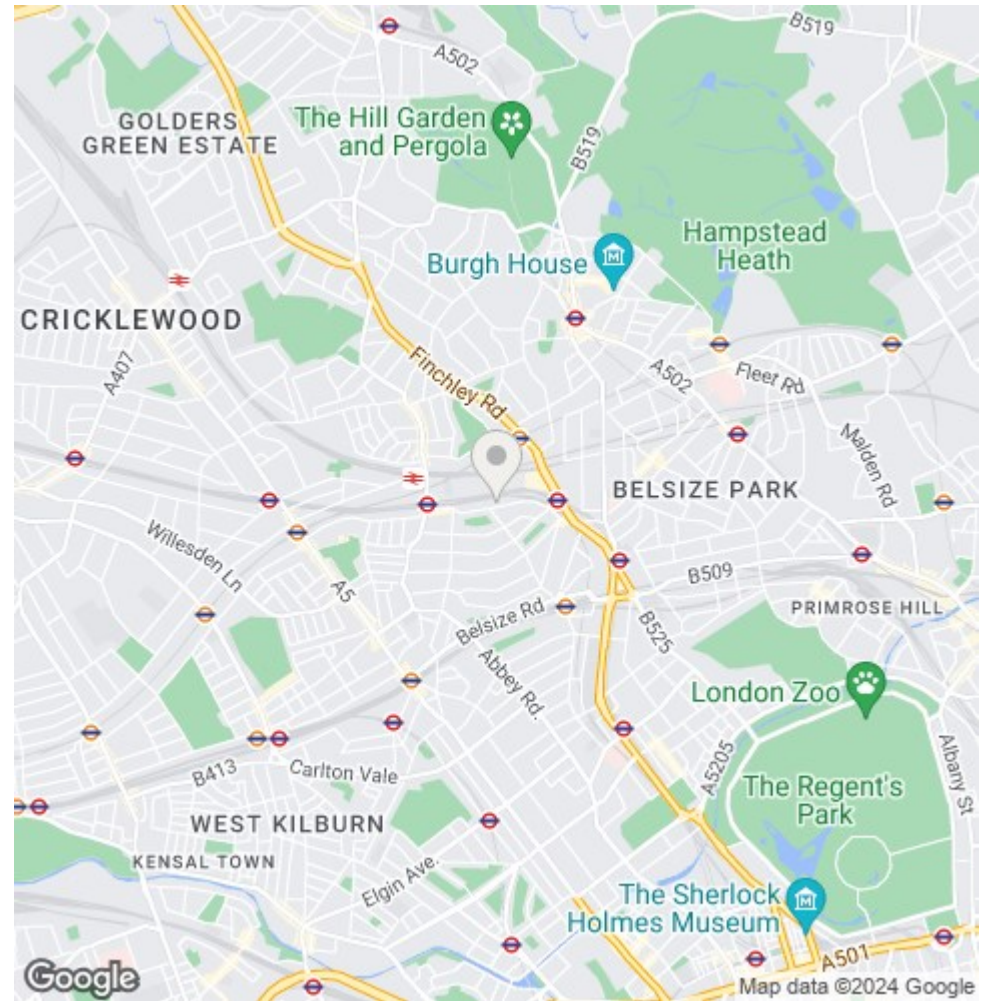 B519
A502
GOLDERS
GREEN ESTATE
The Hill Garden
and Pergola
B519
Hampstead
Heath
Burgh House
CRICKLEWOOD
A407
Finchley Rd
A502
Fleet Rd
Malden Rd
BELSIZE PARK
Willesden Ln
A5
B509
PRIMROSE HILL
Belsize Rd
B525
Abbey Rd.
London Zoo
A5205
Albany St
B413
Carlton Vale
The Regent's
Park
WEST KILBURN
KENSAL TOWN
Elgin Ave.
The Sherlock
Holmes Museum
A501
Google
Map data ©2024 Google